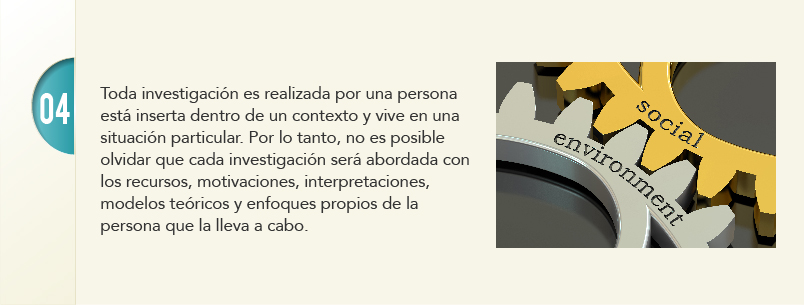 04
Toda investigación es realizada por una persona
está inserta dentro de un contexto y vive en una
situación particular. Por lo tanto, no es posible
olvidar que cada investigación será abordada con
los recursos, motivaciones, interpretaciones,
modelos teóricos y enfoques propios de la
persona que la lleva a cabo.
social
environment